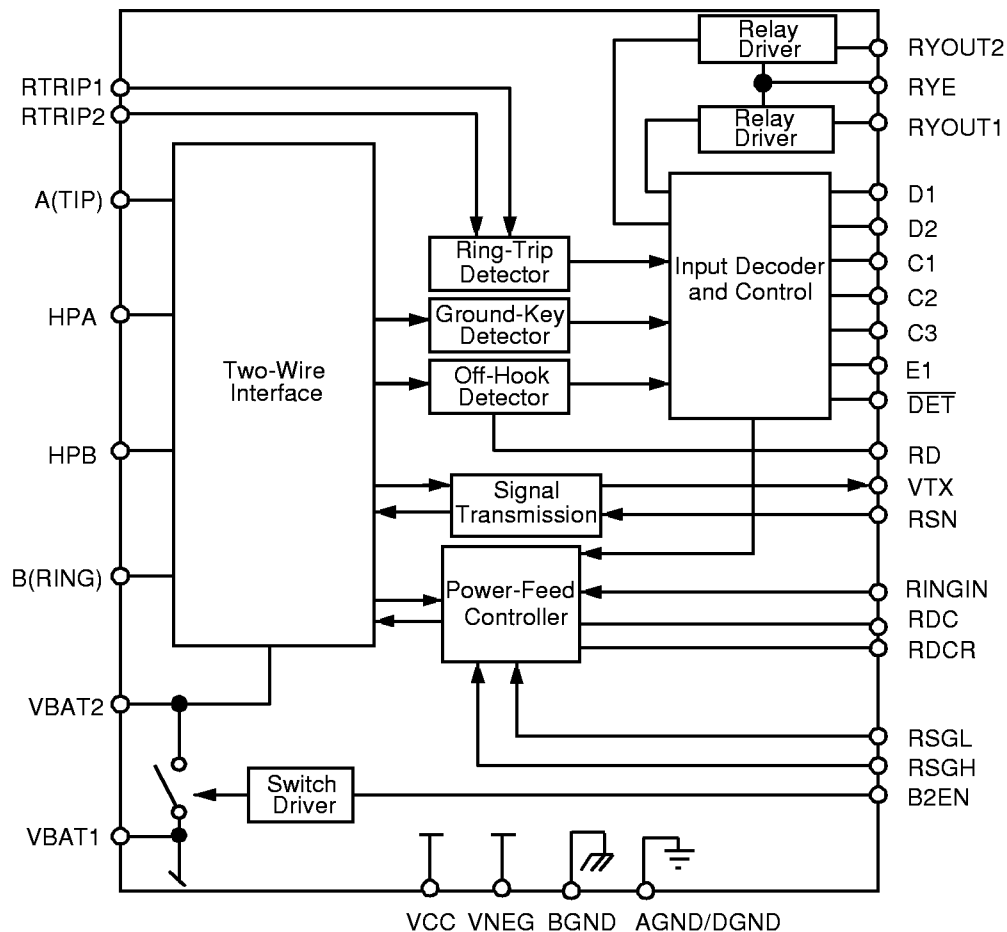 Relay
Driver
RYOUT2
RYE
Relay
Driver
RYOUT1
RTRIP1
RTRIP2
A(TIP)
HPA
HPB
B(RING)
VBAT2
VBAT1
Two-Wire
Interface
Ring-Trip
Detector
Ground-Key
Detector
Off-Hook
Detector
Signal
Transmission
Power-Feed
Controller
Switch
Driver
Input Decoder
and Control
D1
D2
C1
C2
C3
E1
DET
RD
VTX
RSN
RINGIN
RDC
RDCR
RSGL
RSGH
B2EN
VCC VNEG BGND AGND/DGND